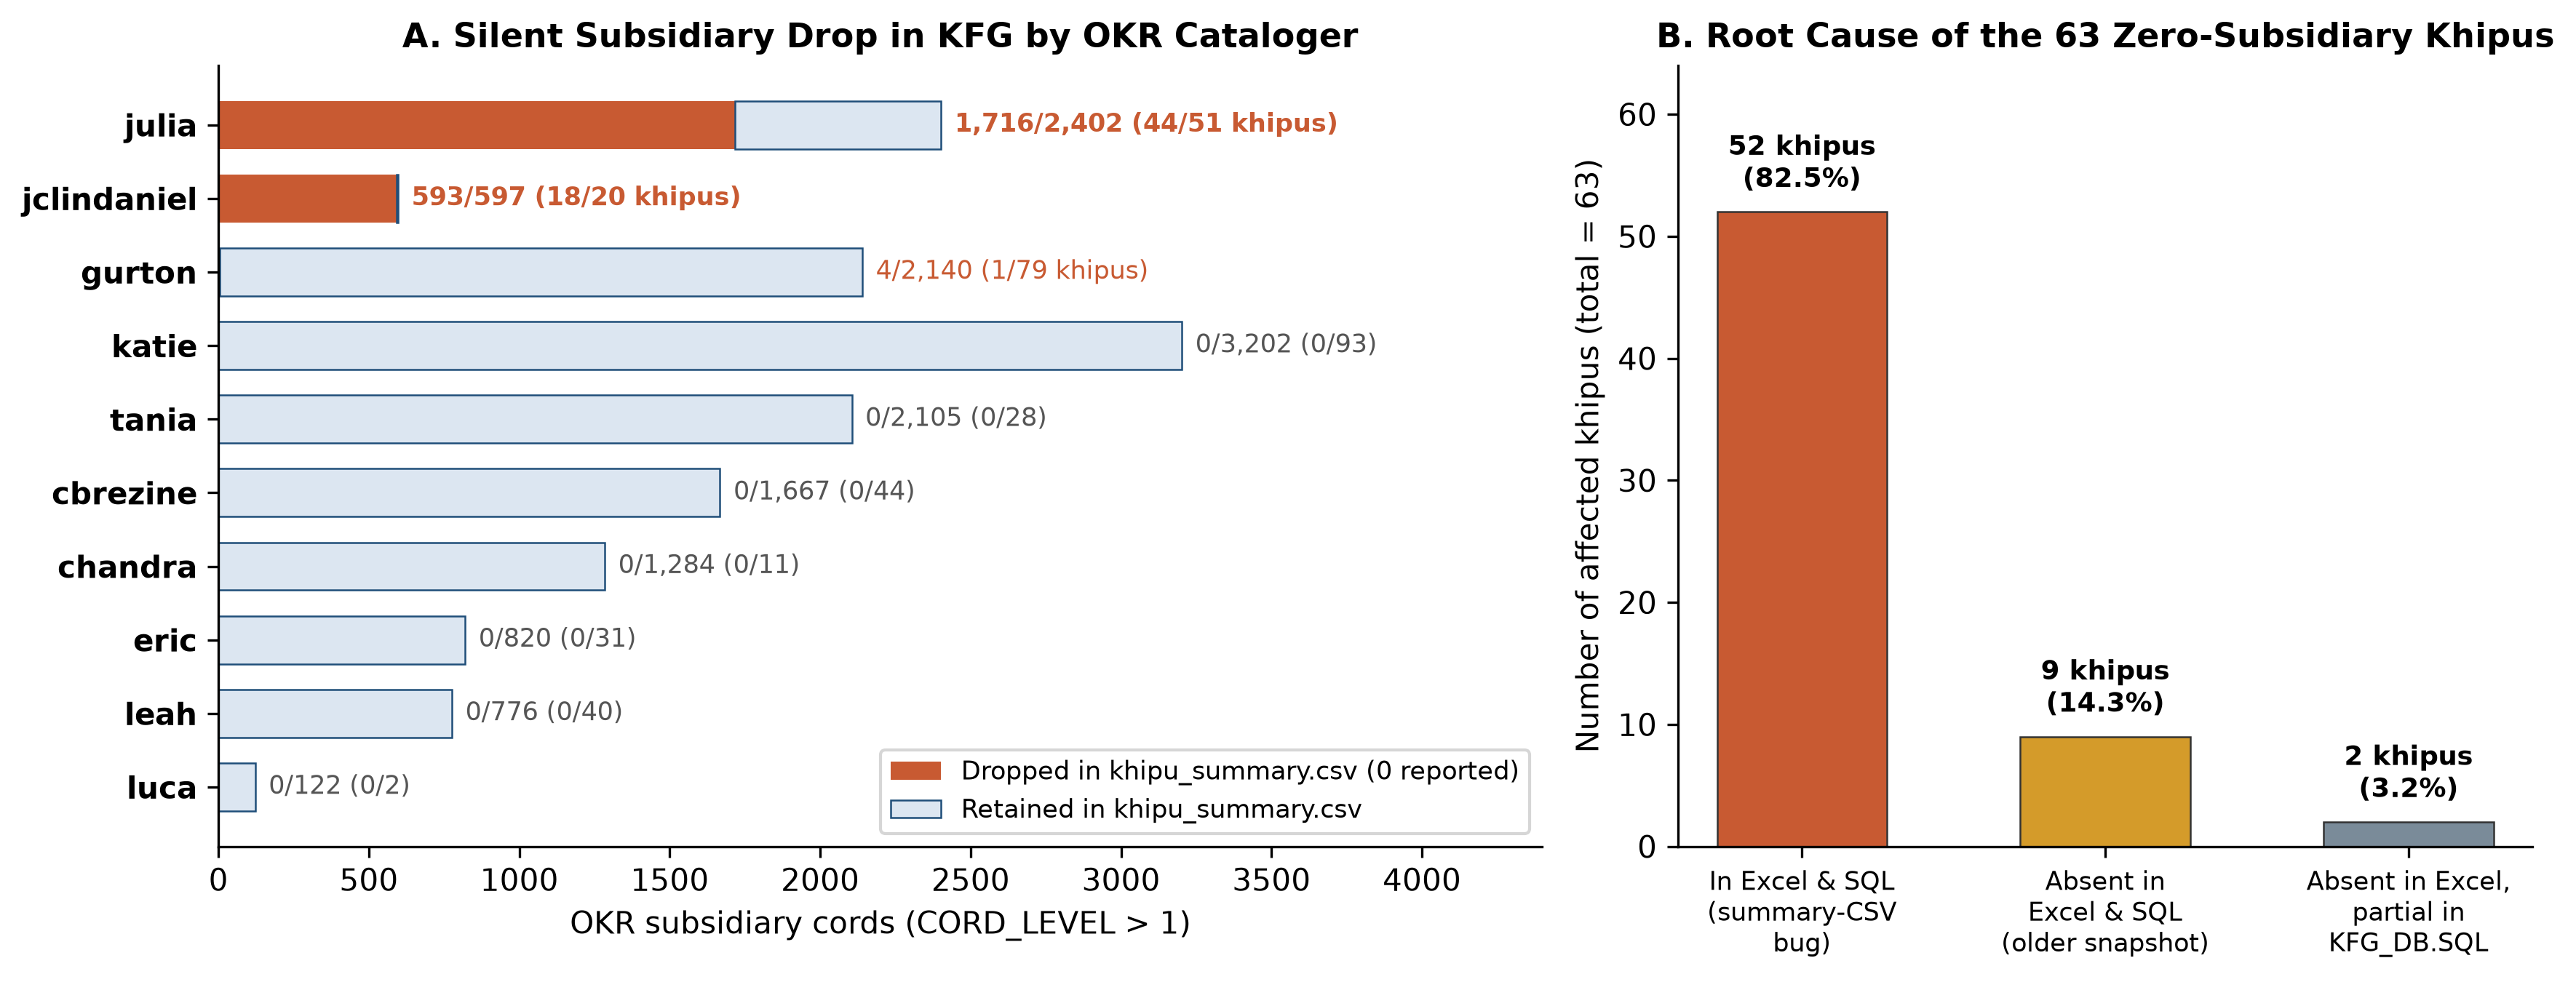 A. Silent Subsidiary Drop in KFG by OKR Cataloger
julia
1,716/2,402 (44/51 khipus)
jclindaniel
593/597 (18/20 khipus)
gurton
4/2,140 (1/79 khipus)
katie
0/3,202 (0/93)
tania
0/2,105 (0/28)
cbrezine
0/1,667 (0/44)
chandra
0/1,284 (0/11)
eric
0/820 (0/31)
leah
0/776 (0/40)
luca
0/122 (0/2)
Dropped in khipu_summary.csv (0 reported)
Retained in khipu_summary.csv
0 500 1000 1500 2000 2500 3000 3500 4000
OKR subsidiary cords (CORD_LEVEL > 1)
B. Root Cause of the 63 Zero-Subsidiary Khipus
Number of affected khipus (total = 63)
60
50
40
30
20
10
0
52 khipus
(82.5%)
9 khipus
(14.3%)
2 khipus
(3.2%)
In Excel & SQL
(summary-CSV
bug)
Absent in
Excel & SQL
(older snapshot)
Absent in Excel,
partial in
KFG_DB.SQL